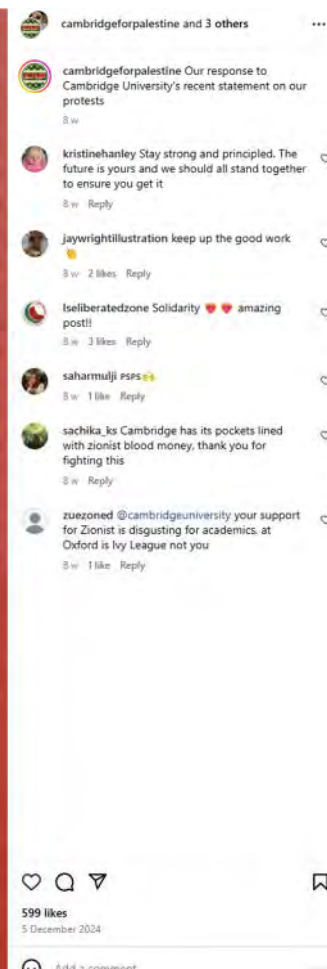 cambridgeforpalestine and 3 others
cambridgeforpalestine Our response to
Cambridge University's recent statement on our
protests
8 w
kristinehanley Stay strong and principled. The
future is yours and we should all stand together
to ensure you get it
8 w Reply
jaywrightillustration keep up the good work
👏
8 w 2 likes Reply
lseliberatedzone Solidarity ❤️ ❤️ amazing
post!!
8 w 3 likes Reply
saharmulji PSPS
8 w 1 like Reply
sachika_ks Cambridge has its pockets lined
with zionist blood money, thank you for
fighting this
8 w Reply
zuezoned @cambridgeuniversity your support
for Zionist is disgusting for academics, at
Oxford is Ivy League not you
8 w 1 like Reply
599 likes
5 December 2024
Add a comment